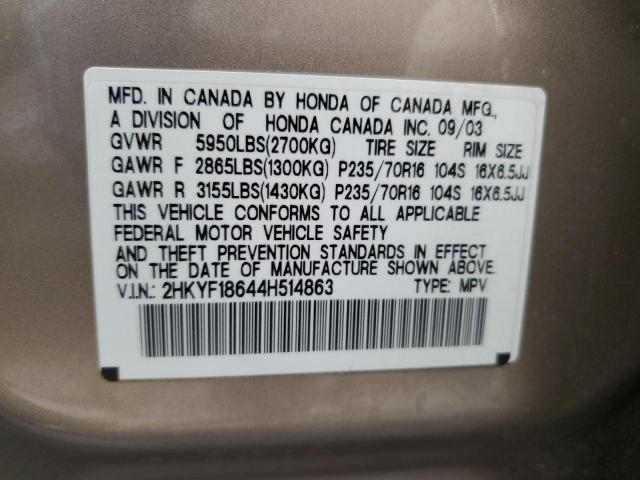 MFD. IN CANADA BY HONDA OF CANADA MFG.,
A DIVISION OF HONDA CANADA INC. 09/03
GVWR 5950LBS(2700KG) TIRE SIZE RIM SIZE
GAWR F 2865LBS(1300KG) P235/70R16 104S 16X6.5JJ
GAWR R 3155LBS(1430KG) P235/70R16 104S 16X6.5JJ
THIS VEHICLE CONFORMS TO ALL APPLICABLE
FEDERAL MOTOR VEHICLE SAFETY
AND THEFT PREVENTION STANDARDS IN EFFECT
ON THE DATE OF MANUFACTURE SHOWN ABOVE.
V.I.N.: 2HKYF18644H514863 TYPE: MPV